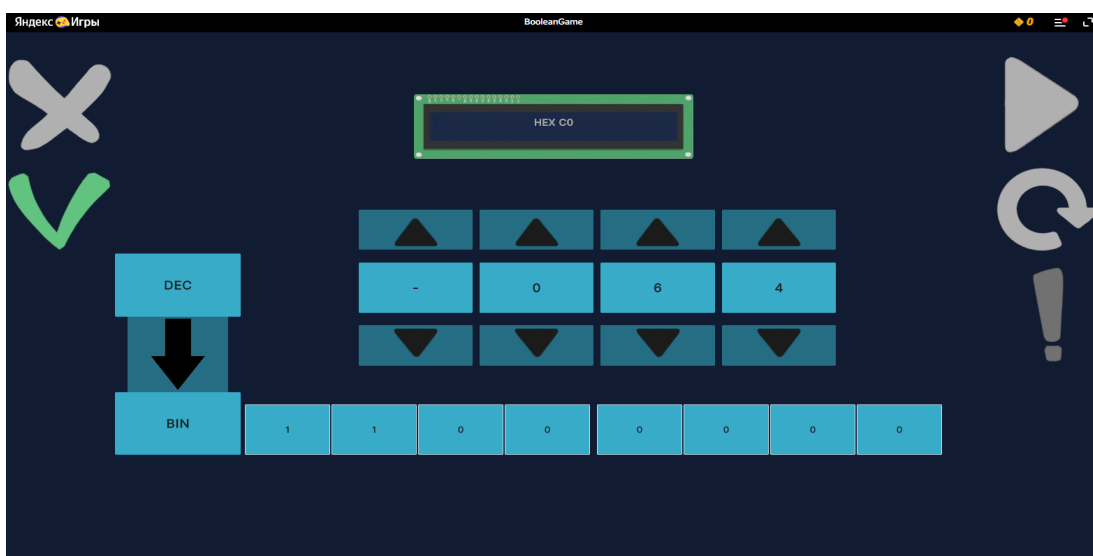 Яндекс Игры
BooleanGame
0
HEX C0
DEC
- 0 6 4
BIN
1 1 0 0 0 0 0 0